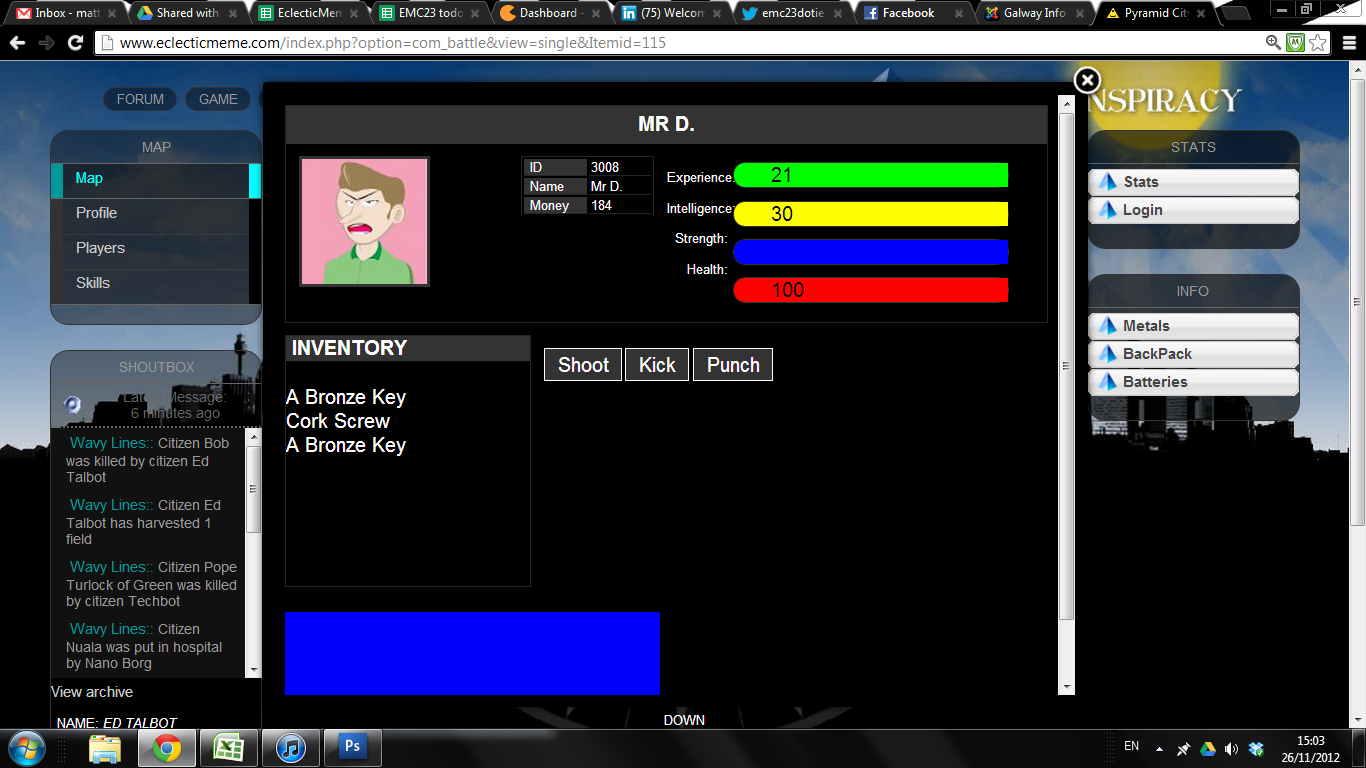 Inbox - matt
Shared with
EclecticMem
EMC23 todo
Dashboard -
(75) Welcom
emc23dotie
Facebook
Galway Info
Pyramid City
www.eclecticmeme.com/index.php?option=com_battle&view=single&Itemid=115
FORUM
GAME
NSPIRACY
MAP
Map
Profile
Players
Skills
SHOUTBOX
Latest Message:
6 minutes ago
Wavy Lines:: Citizen Bob
was killed by citizen Ed
Talbot
Wavy Lines:: Citizen Ed
Talbot has harvested 1
field
Wavy Lines:: Citizen Pope
Turlock of Green was killed
by citizen Techbot
Wavy Lines:: Citizen
Nuala was put in hospital
by Nano Borg
View archive
NAME: ED TALBOT
MR D.
ID 3008
Name Mr D.
Money 184
Experience: 21
Intelligence: 30
Strength:
Health: 100
INVENTORY
A Bronze Key
Cork Screw
A Bronze Key
Shoot
Kick
Punch
DOWN
STATS
Stats
Login
INFO
Metals
BackPack
Batteries
Ps
EN
15:03
26/11/2012